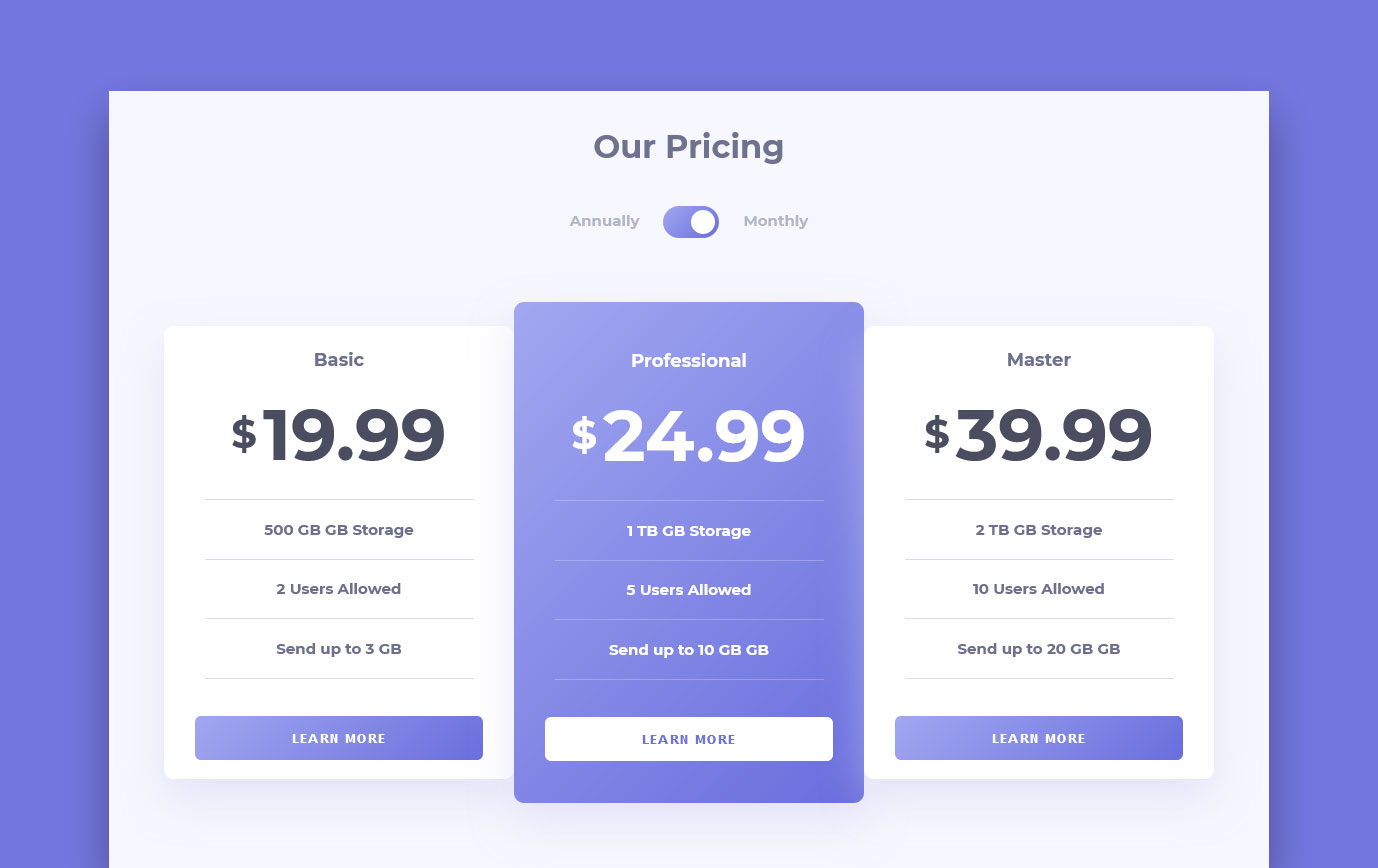 Our Pricing
Annually
Monthly
Basic
$19.99
500 GB GB Storage
2 Users Allowed
Send up to 3 GB
LEARN MORE
Professional
$24.99
1 TB GB Storage
5 Users Allowed
Send up to 10 GB GB
LEARN MORE
Master
$39.99
2 TB GB Storage
10 Users Allowed
Send up to 20 GB GB
LEARN MORE